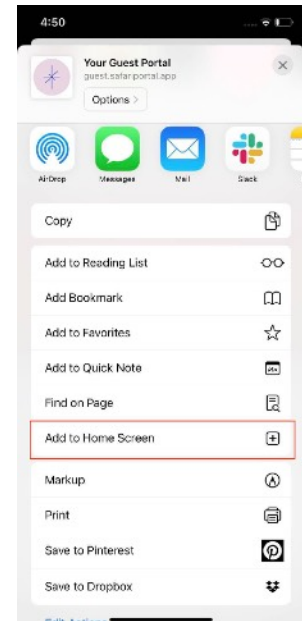 4:50
Your Guest Portal
guest.safariportal.app
Options >
AirDrop
Messages
Mail
Slack
Copy
Add to Reading List
Add Bookmark
Add to Favorites
Add to Quick Note
Find on Page
Add to Home Screen
Markup
Print
Save to Pinterest
Save to Dropbox
Edit Actions